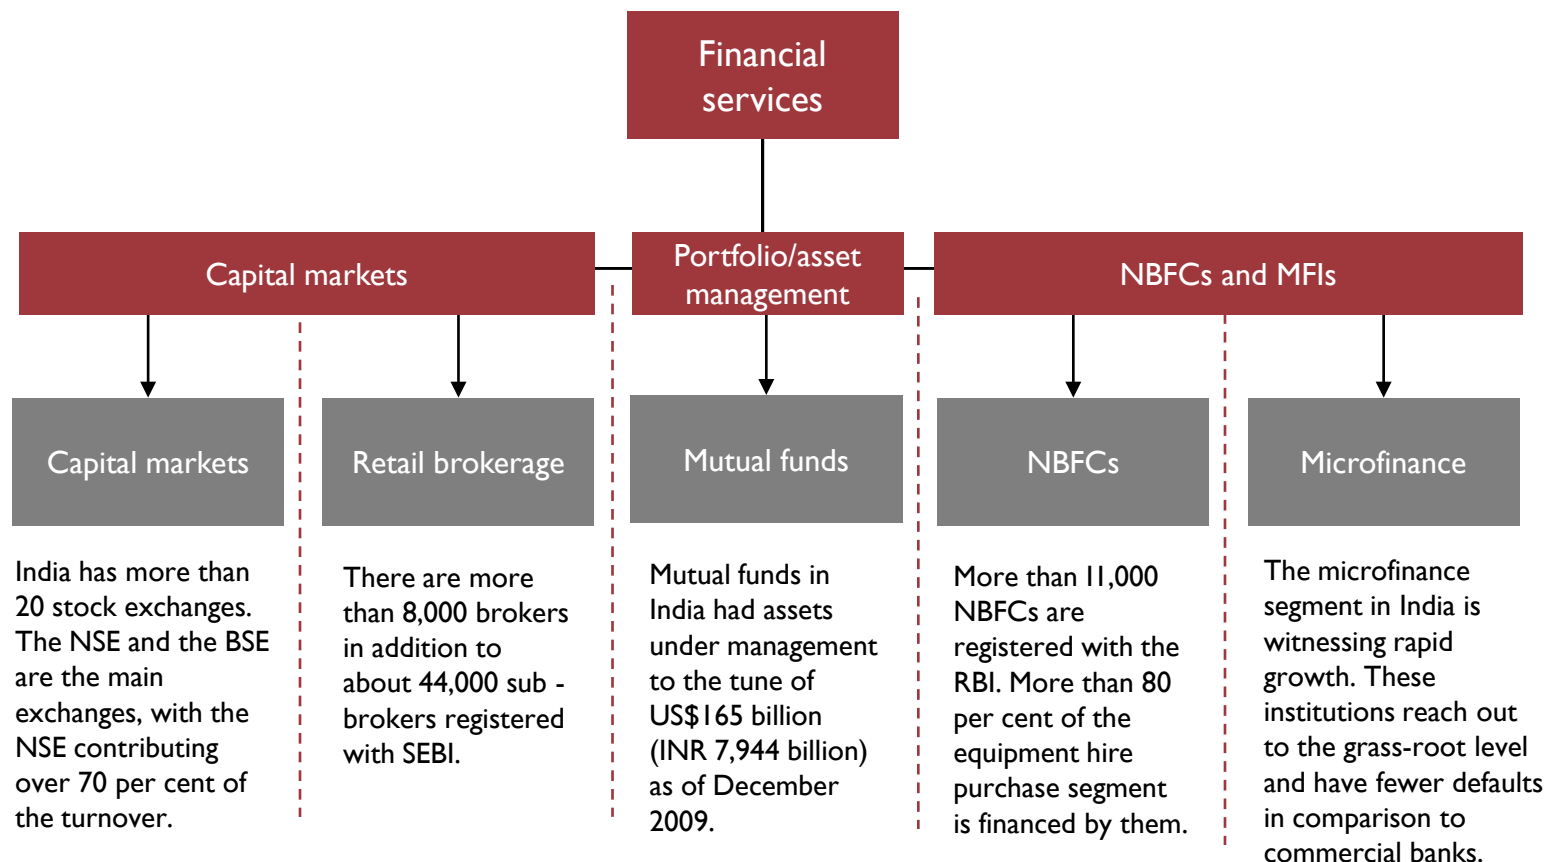 Financial
services
Capital markets
Portfolio/asset
management
NBFCs and MFIs
Capital markets
Retail brokerage
Mutual funds
NBFCs
Microfinance
India has more than
20 stock exchanges.
The NSE and the BSE
are the main
exchanges, with the
NSE contributing
over 70 per cent of
the turnover.
There are more
than 8,000 brokers
in addition to
about 44,000 sub -
brokers registered
with SEBI.
Mutual funds in
India had assets
under management
to the tune of
US$165 billion
(INR 7,944 billion)
as of December
2009.
More than 11,000
NBFCs are
registered with the
RBI. More than 80
per cent of the
equipment hire
purchase segment
is financed by them.
The microfinance
segment in India is
witnessing rapid
growth. These
institutions reach out
to the grass-root level
and have fewer defaults
in comparison to
commercial banks.